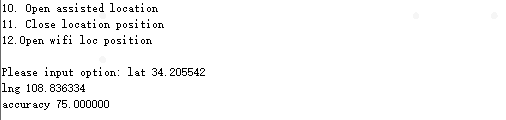 10. Open assisted location
11. Close location position
12.Open wifi loc position
Please input option: lat 34.205542
lng 108.836334
accuracy 75.000000